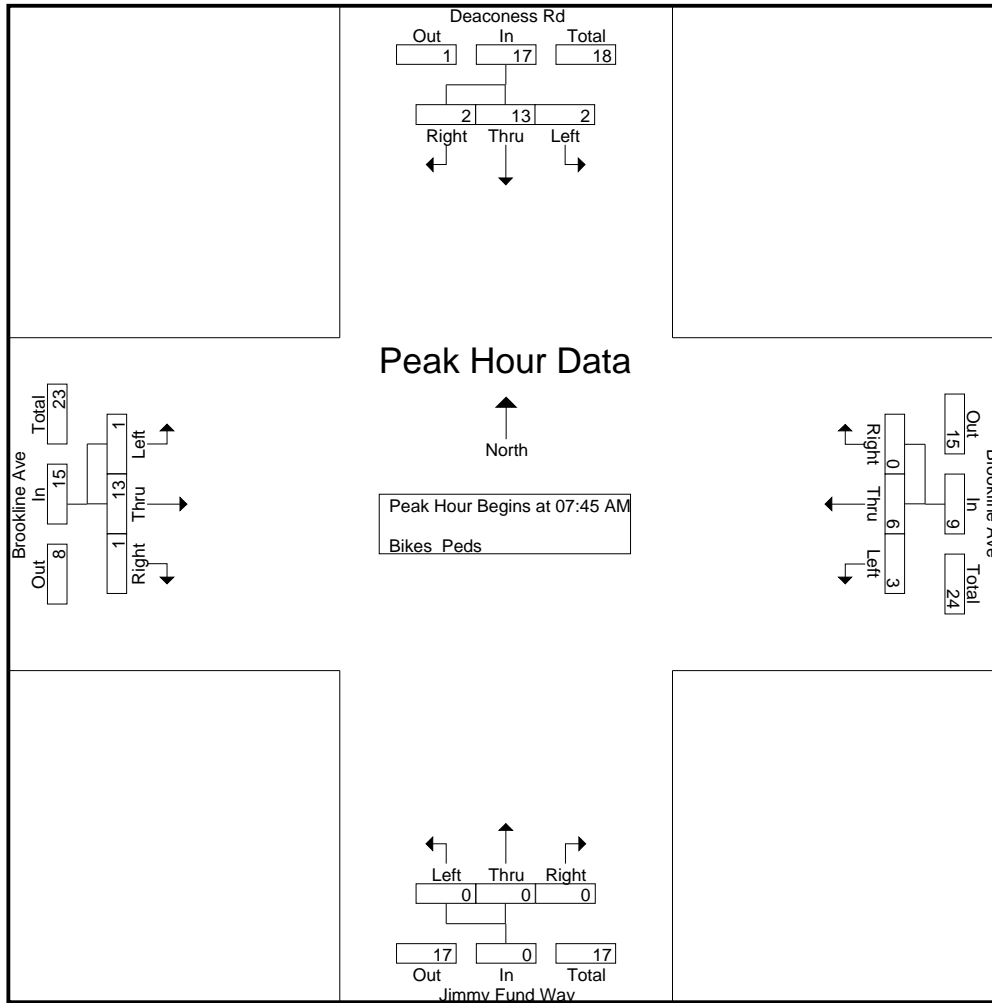 Deaconess Rd
Out In Total
1 17 18
2 13 2
Right Thru Left
Peak Hour Data
North
Peak Hour Begins at 07:45 AM
Bikes Peds
Brookline Ave
Total In Out
23 15 8
1 13 1
Left Thru Right
Right Thru Left
0 6 3
Out In Total
15 9 24
Brookline Ave
Left Thru Right
0 0 0
17 0 17
Out In Total
Jimmy Fund Way